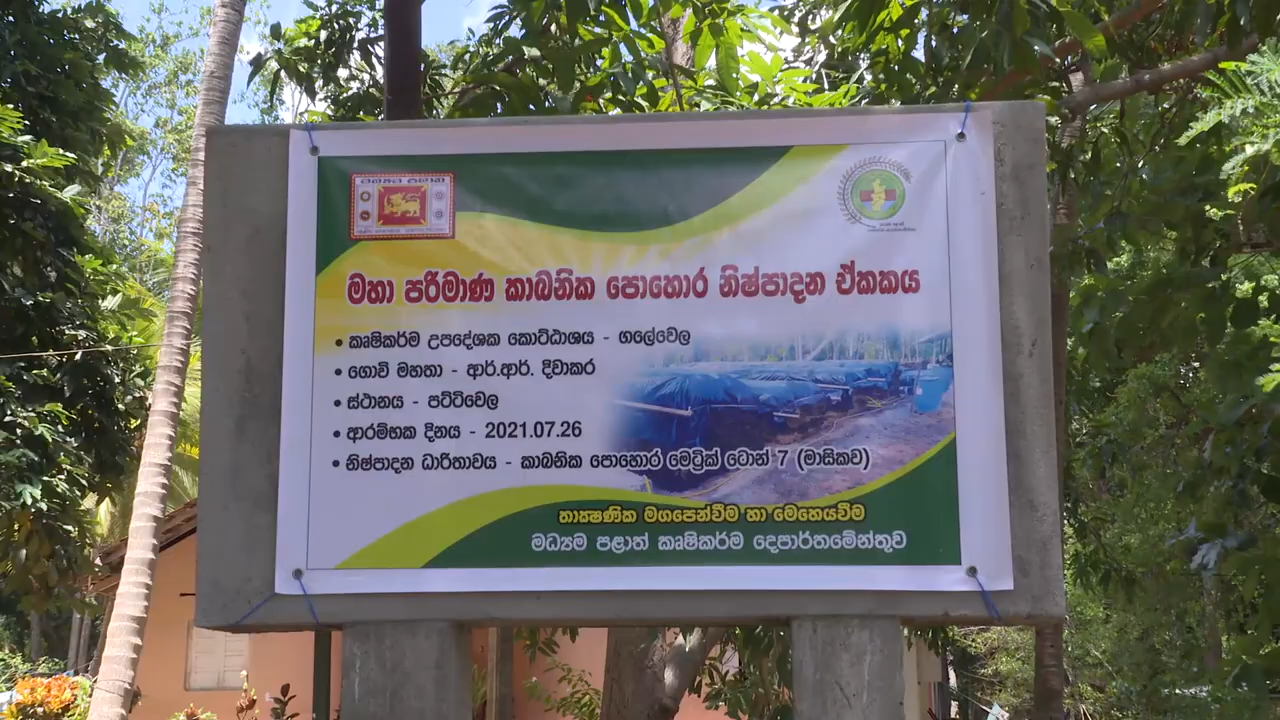 මහා පරිමාණ කාබනික පොහොර නිෂ්පාදන ඒකකය
• කෘෂිකර්ම උපදේශක කොට්ඨාශය - ගලේවෙල
• ගොවි මහතා - ආර්.ආර්. දිවාකර
• ස්ථානය - පට්ටිවෙල
• ආරම්භක දිනය - 2021.07.26
• නිෂ්පාදන ධාරිතාවය - කාබනික පොහොර මෙට්‍රික් ටොන් 7 (මාසිකව)
තාක්ෂණික මගපෙන්වීම හා මෙහෙයවීම
මධ්‍යම පළාත් කෘෂිකර්ම දෙපාර්තමේන්තුව